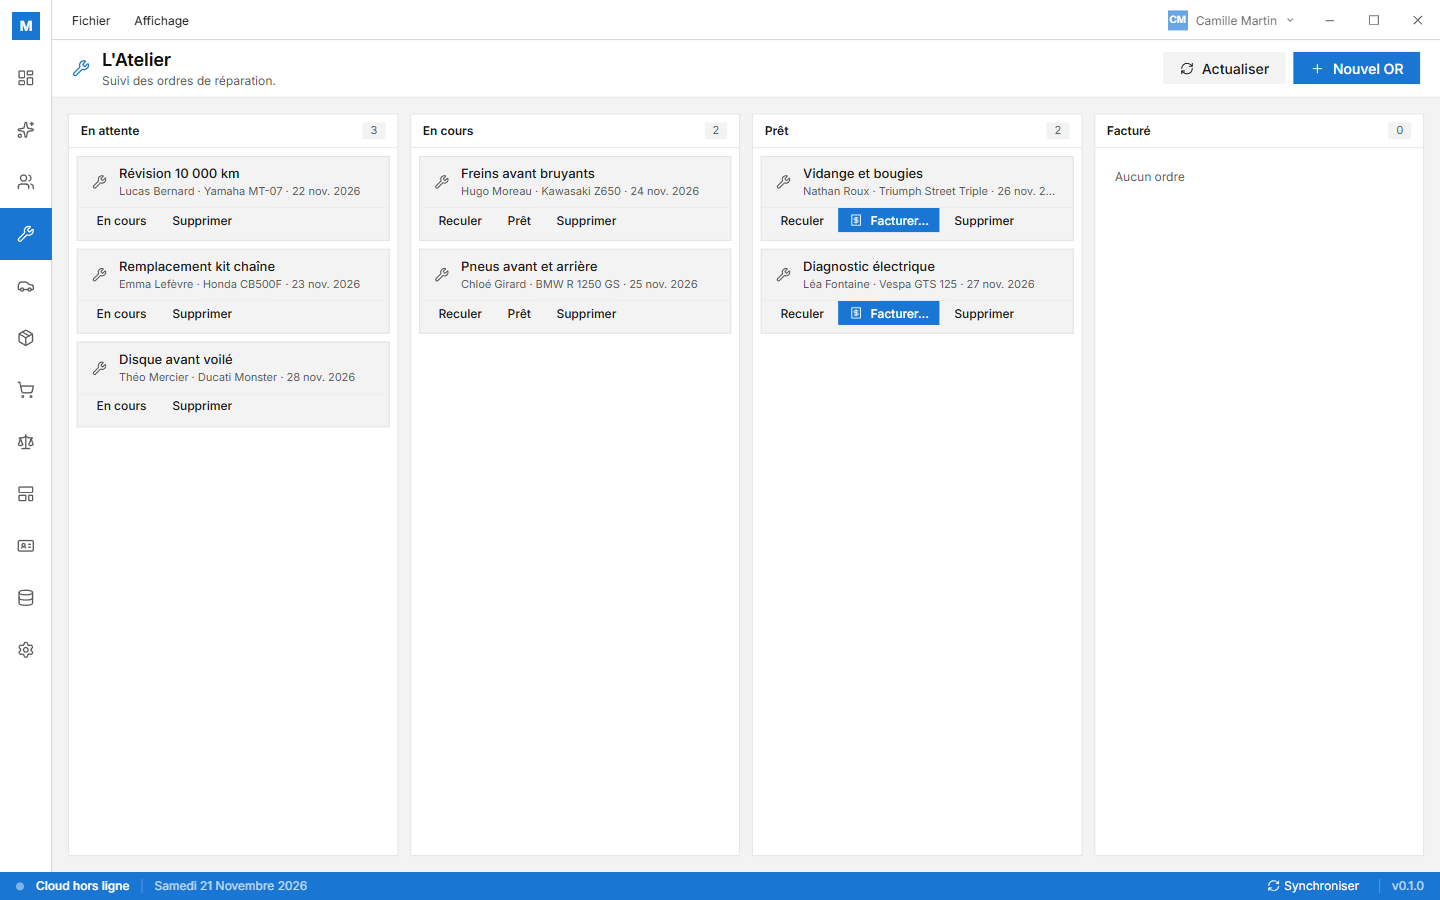 M
Fichier
Affichage
CM
Camille Martin
L'Atelier
Suivi des ordres de réparation.
Actualiser
Nouvel OR
En attente
3
Révision 10 000 km
Lucas Bernard · Yamaha MT-07 · 22 nov. 2026
En cours
Supprimer
Remplacement kit chaîne
Emma Lefèvre · Honda CB500F · 23 nov. 2026
En cours
Supprimer
Disque avant voilé
Théo Mercier · Ducati Monster · 28 nov. 2026
En cours
Supprimer
En cours
2
Freins avant bruyants
Hugo Moreau · Kawasaki Z650 · 24 nov. 2026
Reculer
Prêt
Supprimer
Pneus avant et arrière
Chloé Girard · BMW R 1250 GS · 25 nov. 2026
Reculer
Prêt
Supprimer
Prêt
2
Vidange et bougies
Nathan Roux · Triumph Street Triple · 26 nov. 2...
Reculer
Facturer...
Supprimer
Diagnostic électrique
Léa Fontaine · Vespa GTS 125 · 27 nov. 2026
Reculer
Facturer...
Supprimer
Facturé
0
Aucun ordre
Cloud hors ligne
Samedi 21 Novembre 2026
Synchroniser
v0.1.0